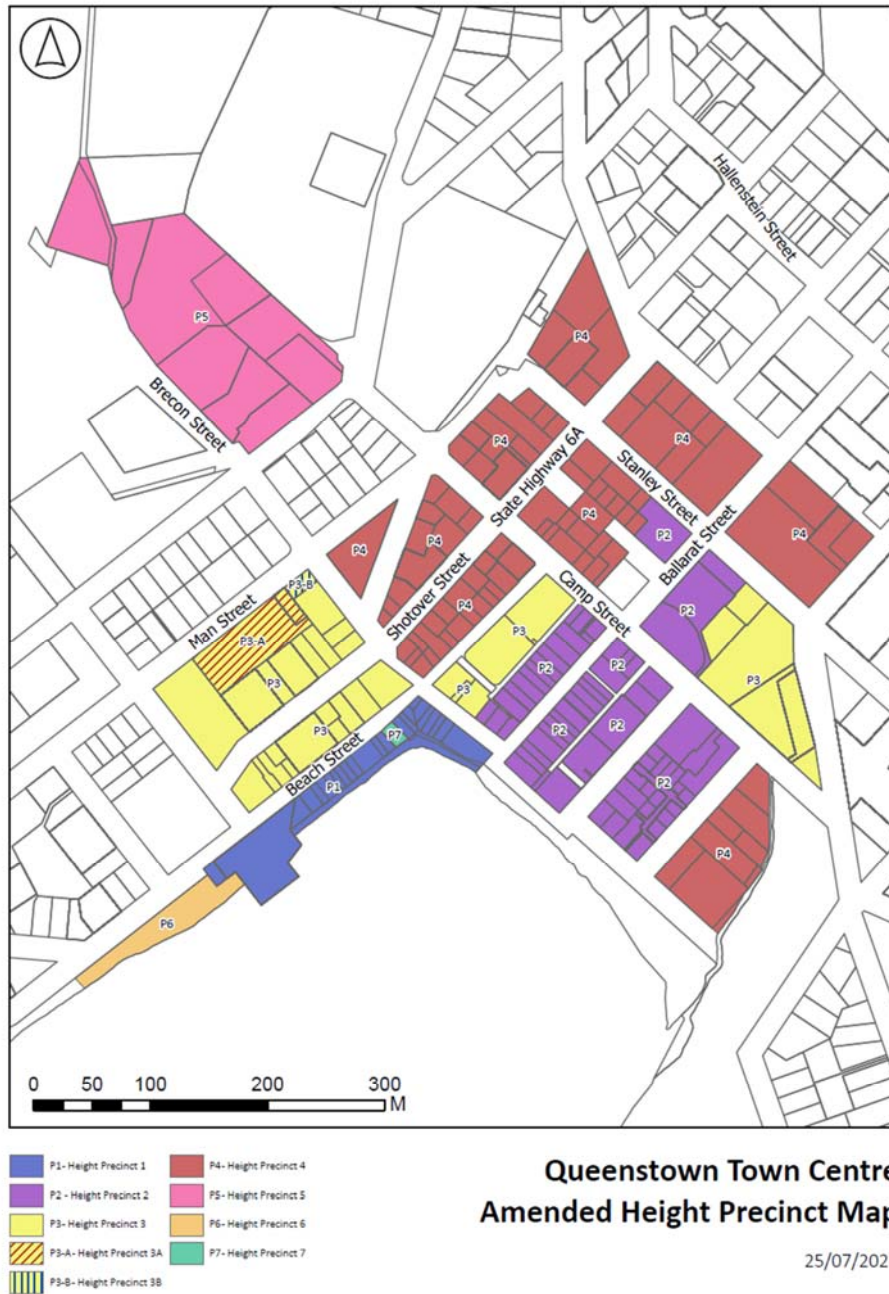 Hallenstein Street
P5
P4
Brecon Street
P4
P4
State Highway 6A
Stanley Street
P4
P4
P2
Ballarat Street
P4
P4
P3-B
Man Street
P3-A
Shotover Street
P4
Camp Street
P2
P3
P3
P2
P2
P3
P3
P3
Beach Street
P7
P2
P2
P1
P2
P4
P6
0 50 100 200 300
M
P1- Height Precinct 1
P2 - Height Precinct 2
P3- Height Precinct 3
P3-A- Height Precinct 3A
P3-B- Height Precinct 3B
P4- Height Precinct 4
P5- Height Precinct 5
P6- Height Precinct 6
P7- Height Precinct 7
Queenstown Town Centre
Amended Height Precinct Map
25/07/202